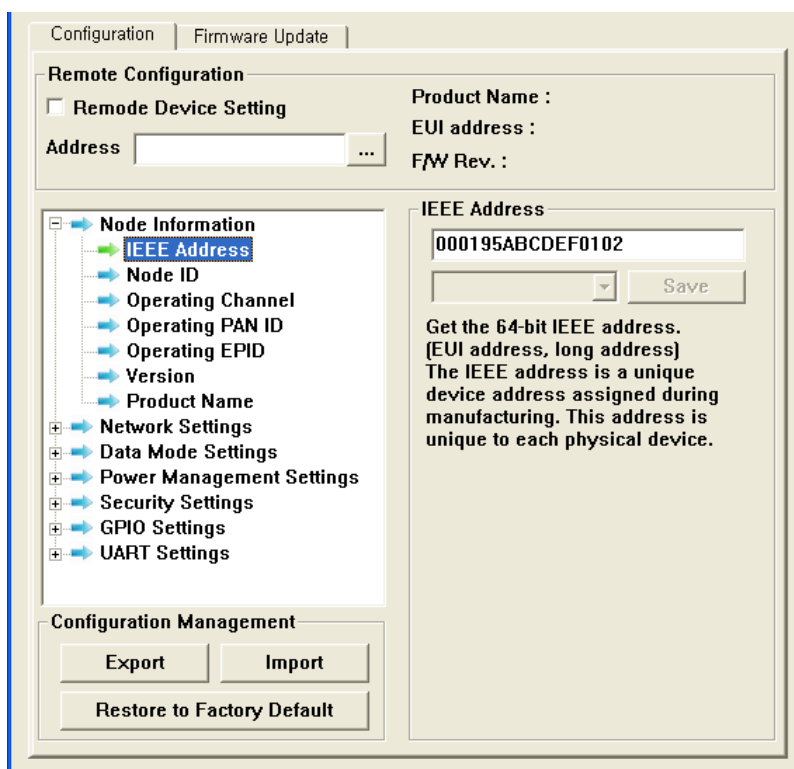 Configuration
Firmware Update
Remote Configuration
Remode Device Setting
Address
...
Product Name :
EUI address :
F/W Rev. :
Node Information
IEEE Address
Node ID
Operating Channel
Operating PAN ID
Operating EPID
Version
Product Name
Network Settings
Data Mode Settings
Power Management Settings
Security Settings
GPIO Settings
UART Settings
Configuration Management
Export
Import
Restore to Factory Default
IEEE Address
000195ABCDEF0102
Save
Get the 64-bit IEEE address.
(EUI address, long address)
The IEEE address is a unique
device address assigned during
manufacturing. This address is
unique to each physical device.